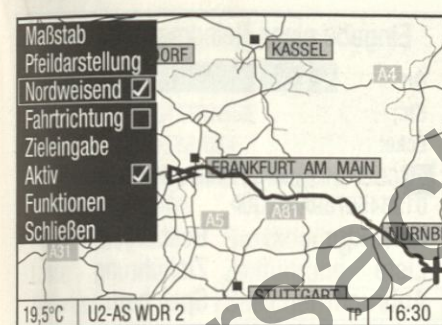 Maßstab
Pfeildarstellung
Nordweisend
Fahrtrichtung
Zieleingabe
Aktiv
Funktionen
Schließen
ORF
KASSEL
A4
FRANKFURT AM MAIN
A5
A81
NÜRNB
A31
STUTTGART
19,5°C U2-AS WDR 2 TP 16:30